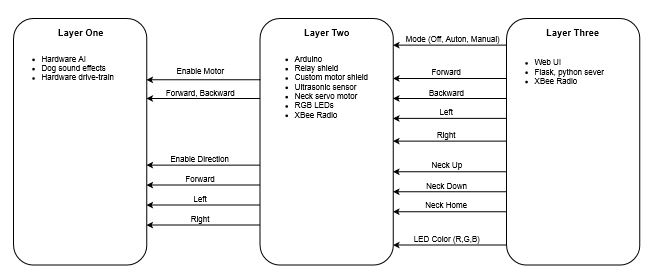 Layer One
Hardware AI
Dog sound effects
Hardware drive-train
Enable Motor
Forward, Backward
Enable Direction
Forward
Left
Right
Layer Two
Arduino
Relay shield
Custom motor shield
Ultrasonic sensor
Neck servo motor
RGB LEDs
XBee Radio
Mode (Off, Auton, Manual)
Forward
Backward
Left
Right
Neck Up
Neck Down
Neck Home
LED Color (R,G,B)
Layer Three
Web UI
Flask, python sever
XBee Radio